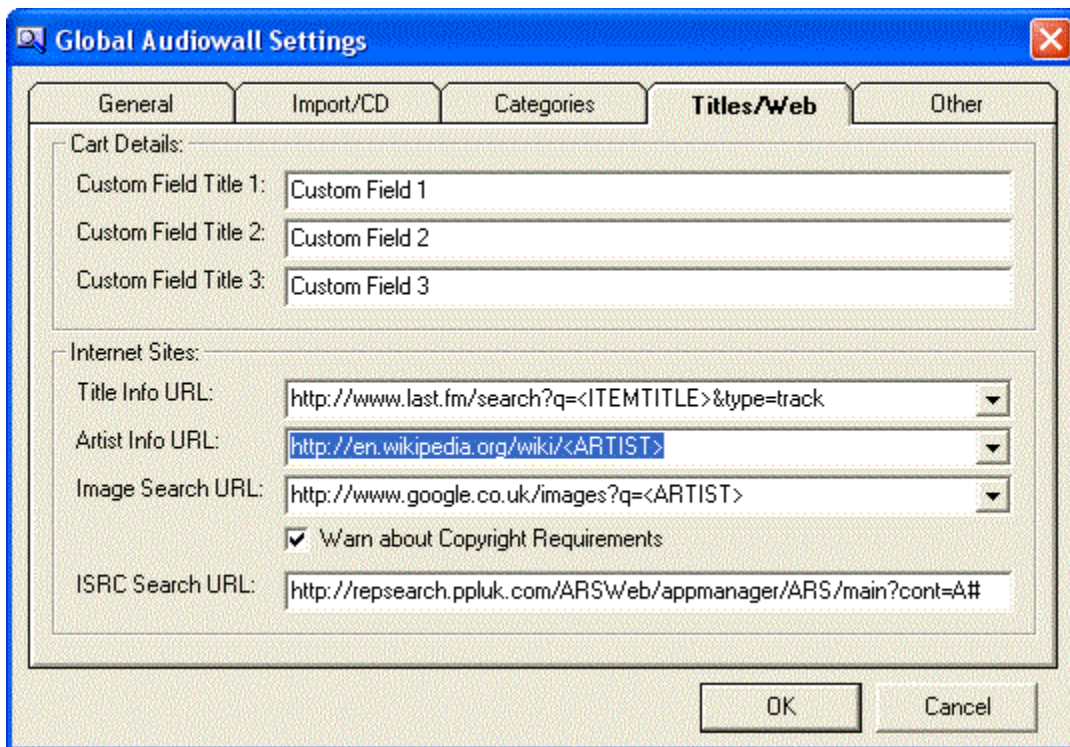 Global Audiowall Settings
General Import/CD Categories Titles/Web Other
Cart Details:
Custom Field Title 1: Custom Field 1
Custom Field Title 2: Custom Field 2
Custom Field Title 3: Custom Field 3
Internet Sites:
Title Info URL: http://www.last.fm/search?q=<ITEMTITLE>&type=track
Artist Info URL: http://en.wikipedia.org/wiki/<ARTIST>
Image Search URL: http://www.google.co.uk/images?q=<ARTIST>
Warn about Copyright Requirements
ISRC Search URL: http://repsearch.ppluk.com/ARSWeb/appmanager/ARS/main?cont=A#
OK Cancel